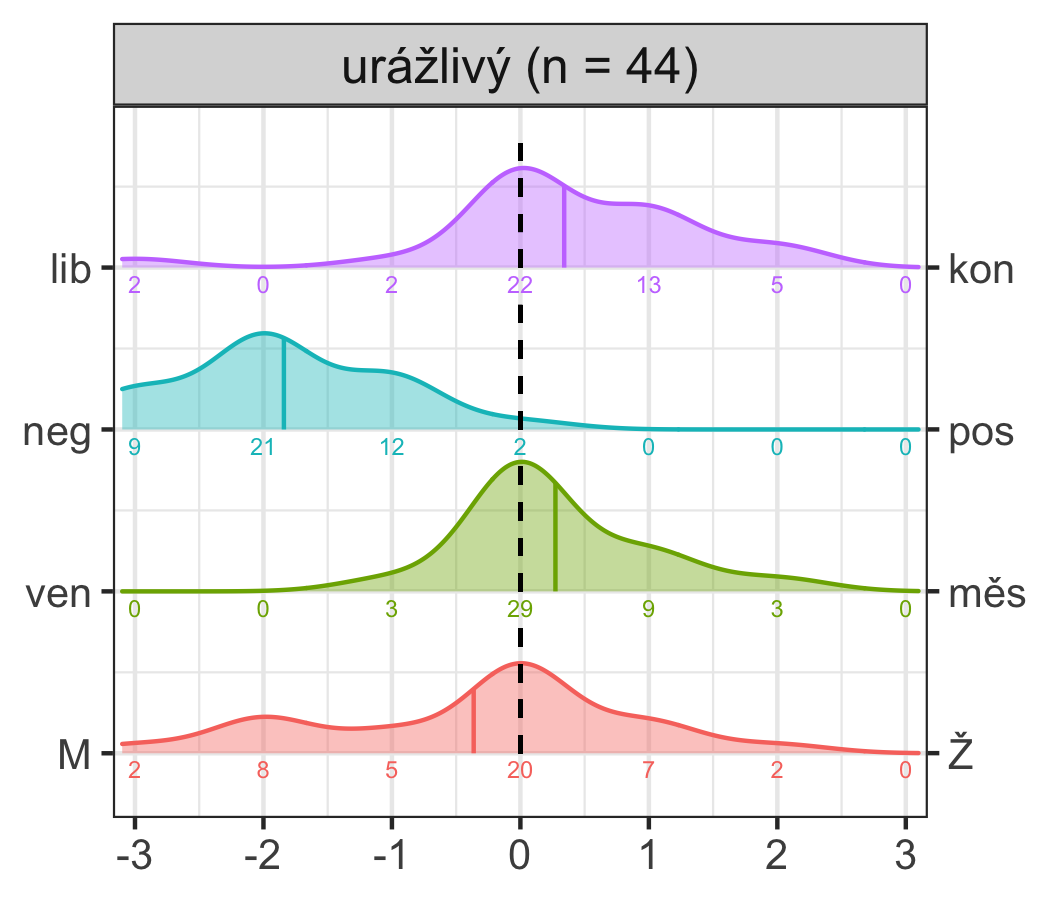 urážlivý (n = 44)
lib kon
2 0 2 22 13 5 0
neg pos
9 21 12 2 0 0 0
ven měs
0 0 3 29 9 3 0
M Ž
2 8 5 20 7 2 0
-3 -2 -1 0 1 2 3